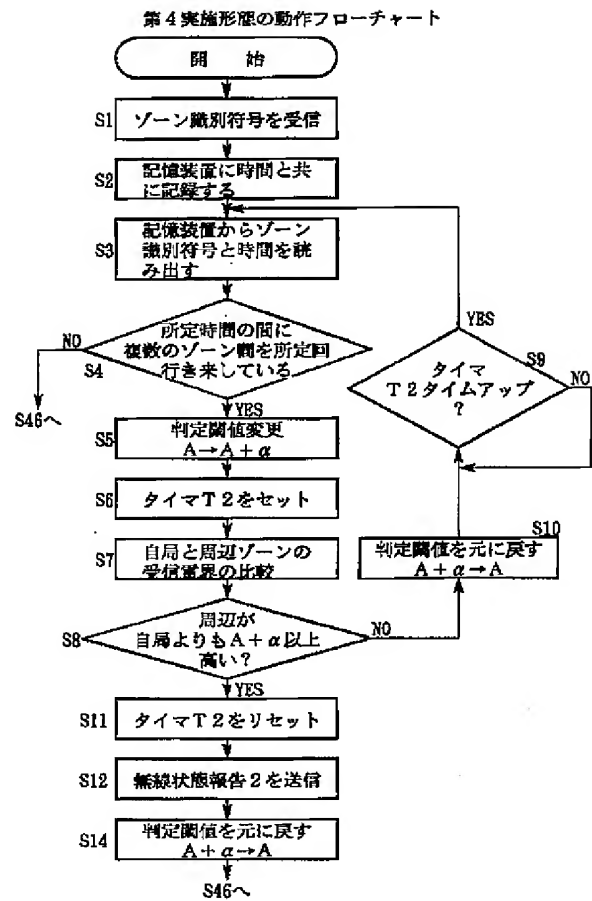 第4実施形態の動作フローチャート
開 始
S1
ゾーン識別符号を受信
S2
記憶装置に時間と共
に記録する
S3
記憶装置からゾーン
識別符号と時間を読
み出す
所定時間の間に
複数のゾーン間を所定回
行き来している
S4
NO
S46へ
YES
S5
判定閾値変更
A→A+α
S6
タイマT2をセット
S7
自局と周辺ゾーンの
受信電界の比較
周辺が
自局よりもA+α以上
高い?
S8
NO
YES
S9
タイマ
T2タイムアップ
?
YES
NO
S10
判定閾値を元に戻す
A+α→A
S11
タイマT2をリセット
S12
無線状態報告2を送信
S14
判定閾値を元に戻す
A+α→A
S46へ